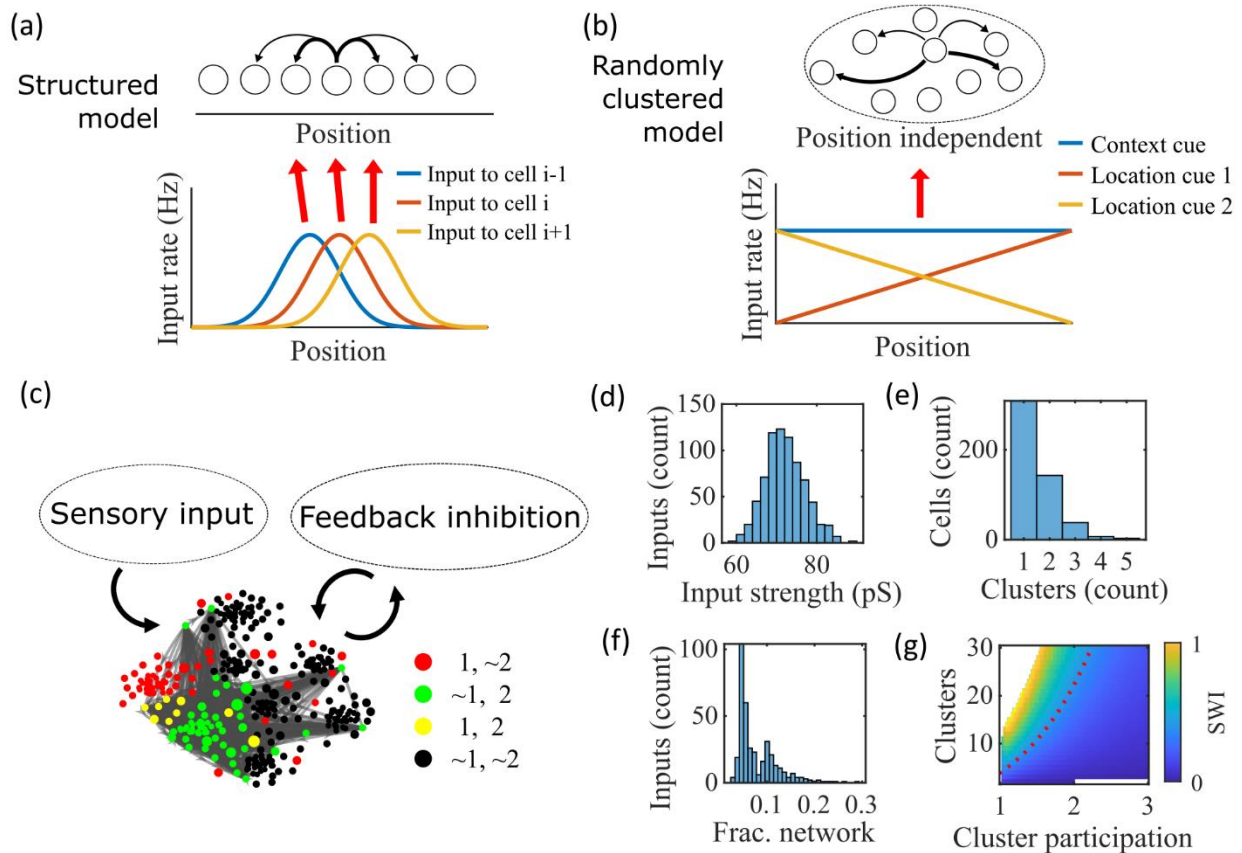 (a)
Structured
model
Position
Input rate (Hz)
Input to cell i-1
Input to cell i
Input to cell i+1
Position
(b)
Randomly
clustered
model
Position independent
Input rate (Hz)
Context cue
Location cue 1
Location cue 2
Position
(c)
Sensory input
Feedback inhibition
1, ~2
~1, 2
1, 2
~1, ~2
(d)
Inputs (count)
150
100
50
0
60 80
Input strength (pS)
(e)
Cells (count)
200
0
1 2 3 4 5
Clusters (count)
(f)
Inputs (count)
100
50
0
0.1 0.2 0.3
Frac. network
(g)
Clusters
30
20
10
1 2 3
Cluster participation
1
0
SWI